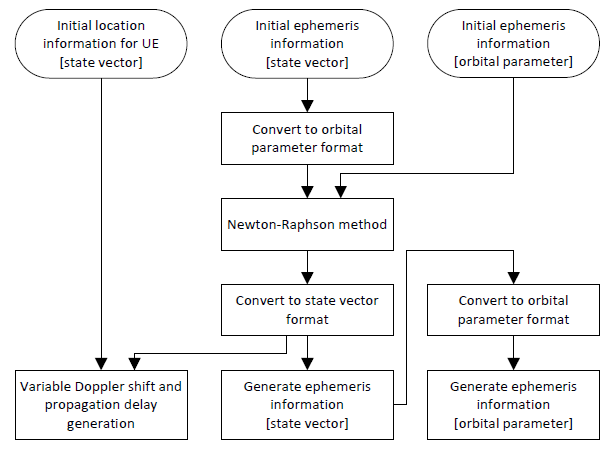 Initial location
information for UE
[state vector]
Initial ephemeris
information
[state vector]
Initial ephemeris
information
[orbital parameter]
Convert to orbital
parameter format
Newton-Raphson method
Convert to state vector
format
Convert to orbital
parameter format
Variable Doppler shift and
propagation delay
generation
Generate ephemeris
information
[state vector]
Generate ephemeris
information
[orbital parameter]